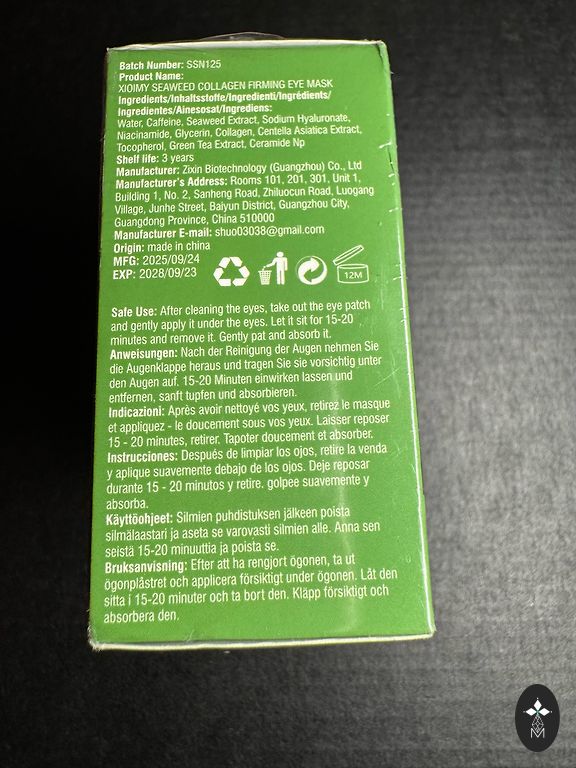 Batch Number: SSN125
Product Name:
XIOIMY SEAWEED COLLAGEN FIRMING EYE MASK
Ingredients/Inhaltsstoffe/Ingredienti/Ingrédients/
Ingredientes/Ainesosat/Ingrediens:
Water, Caffeine, Seaweed Extract, Sodium Hyaluronate,
Niacinamide, Glycerin, Collagen, Centella Asiatica Extract,
Tocopherol, Green Tea Extract, Ceramide Np
Shelf life: 3 years
Manufacturer: Zixin Biotechnology (Guangzhou) Co., Ltd
Manufacturer's Address: Rooms 101, 201, 301, Unit 1,
Building 1, No. 2, Sanheng Road, Zhiluocun Road, Luogang
Village, Junhe Street, Baiyun District, Guangzhou City,
Guangdong Province, China 510000
Manufacturer E-mail: shuo03038@gmail.com
Origin: made in china
MFG: 2025/09/24
EXP: 2028/09/23
12M
Safe Use: After cleaning the eyes, take out the eye patch
and gently apply it under the eyes. Let it sit for 15-20
minutes and remove it. Gently pat and absorb it.
Anweisungen: Nach der Reinigung der Augen nehmen Sie
die Augenklappe heraus und tragen Sie sie vorsichtig unter
den Augen auf. 15-20 Minuten einwirken lassen und
entfernen, sanft tupfen und absorbieren.
Indicazioni: Après avoir nettoyé vos yeux, retirez le masque
et appliquez - le doucement sous vos yeux. Laisser reposer
15 - 20 minutes, retirer. Tapoter doucement et absorber.
Instrucciones: Después de limpiar los ojos, retire la venda
y aplique suavemente debajo de los ojos. Deje reposar
durante 15 - 20 minutos y retire. golpee suavemente y
absorba.
Käyttöohjeet: Silmien puhdistuksen jälkeen poista
silmälaastari ja aseta se varovasti silmien alle. Anna sen
seistä 15-20 minuuttia ja poista se.
Bruksanvisning: Efter att ha rengjort ögonen, ta ut
ögonplåstret och applicera försiktigt under ögonen. Låt den
sitta i 15-20 minuter och ta bort den. Kläpp försiktigt och
absorbera den.
M